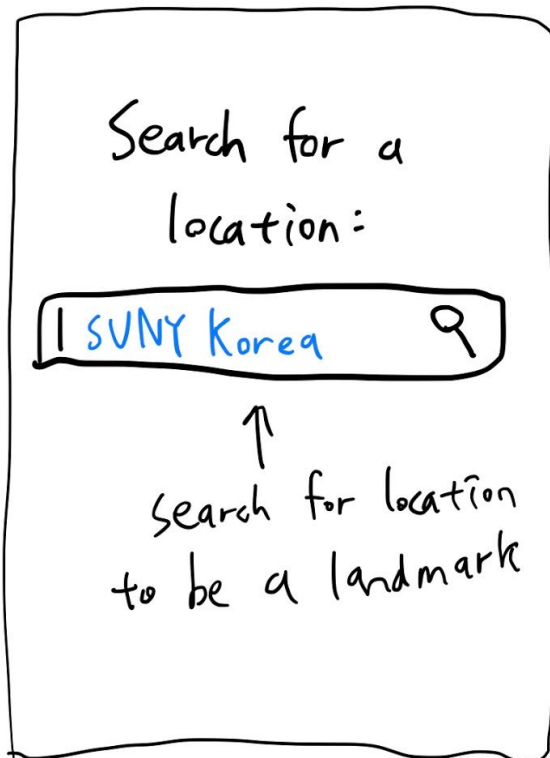 Search for a
location:
SUNY Korea
search for location
to be a landmark